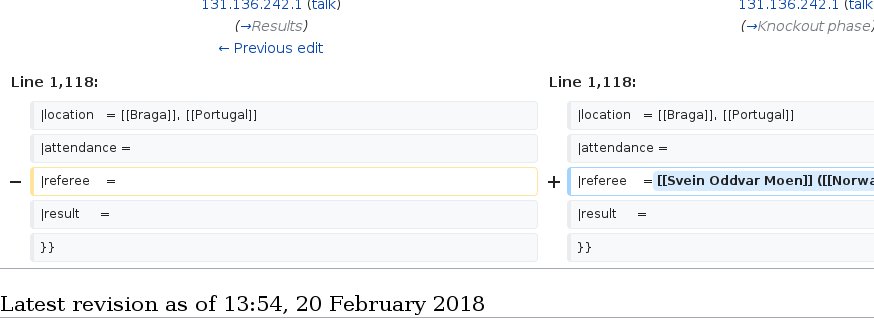 131.136.242.1 (talk) 131.136.242.1 (talk
(→Results) (→Knockout phase)
← Previous edit
Line 1,118: Line 1,118:
|location = [[Braga]], [[Portugal]] |location = [[Braga]], [[Portugal]]
|attendance = |attendance =
− |referee = + |referee =[[Svein Oddvar Moen]] ([[Norwa
|result = |result =
}} }}
Latest revision as of 13:54, 20 February 2018